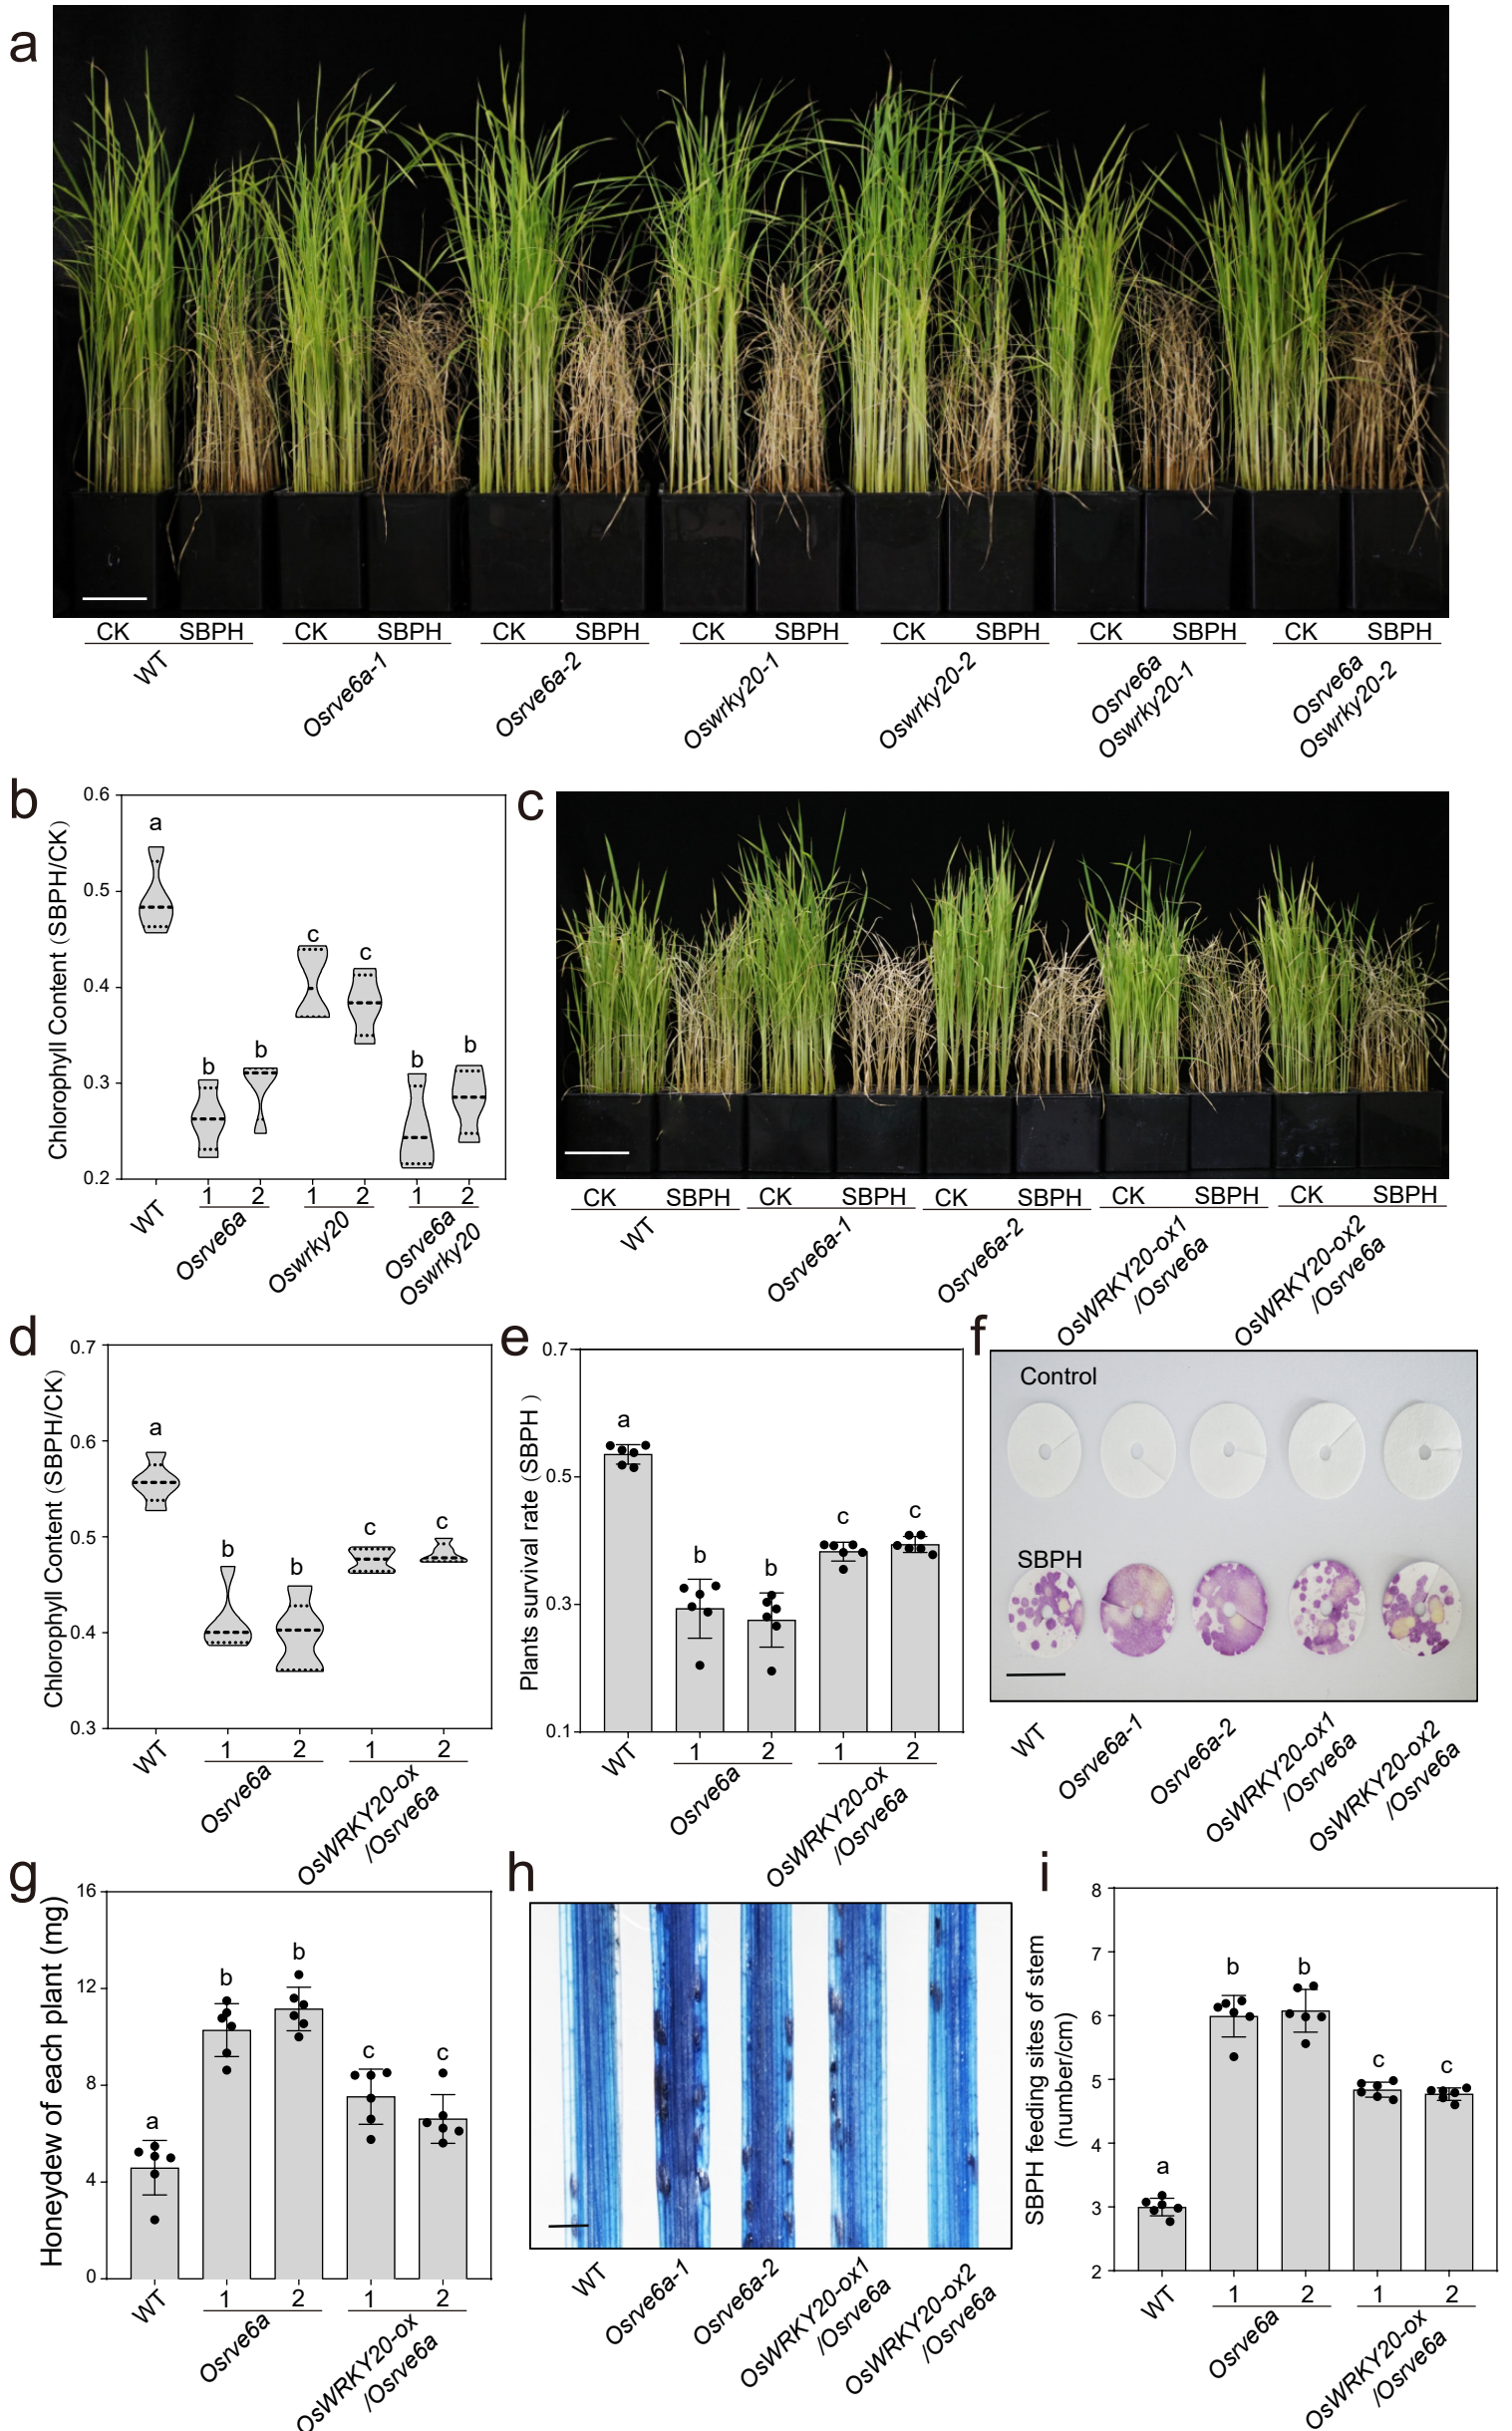 a
CK SBPH CK SBPH CK SBPH CK SBPH CK SBPH CK SBPH CK SBPH
WT
Osrve6a-1
Osrve6a-2
Oswrky20-1
Oswrky20-2
Osrve6a
Oswrky20-1
Osrve6a
Oswrky20-2
b
Chlorophyll Content (SBPH/CK)
0.6
0.5
0.4
0.3
0.2
a
b
b
c
c
b
b
WT
1 2 1 2 1 2
Osrve6a
Oswrky20
Osrve6a
Oswrky20
c
CK SBPH CK SBPH CK SBPH CK SBPH CK SBPH
WT
Osrve6a-1
Osrve6a-2
OsWRKY20-ox1
/Osrve6a
OsWRKY20-ox2
/Osrve6a
d
Chlorophyll Content (SBPH/CK)
0.7
0.6
0.5
0.4
0.3
a
b
b
c
c
WT
1 2 1 2
Osrve6a
OsWRKY20-ox
/Osrve6a
e
Plants survival rate (SBPH )
0.7
0.5
0.3
0.1
a
b
b
c
c
WT
1 2 1 2
Osrve6a
OsWRKY20-ox
/Osrve6a
f
Control
SBPH
WT
Osrve6a-1
Osrve6a-2
OsWRKY20-ox1
/Osrve6a
OsWRKY20-ox2
/Osrve6a
g
Honeydew of each plant (mg)
16
12
8
4
0
a
b
b
c
c
WT
1 2 1 2
Osrve6a
OsWRKY20-ox
/Osrve6a
h
WT
Osrve6a-1
Osrve6a-2
OsWRKY20-ox1
/Osrve6a
OsWRKY20-ox2
/Osrve6a
i
SBPH feeding sites of stem
(number/cm)
8
7
6
5
4
3
2
a
b
b
c
c
WT
1 2 1 2
Osrve6a
OsWRKY20-ox
/Osrve6a